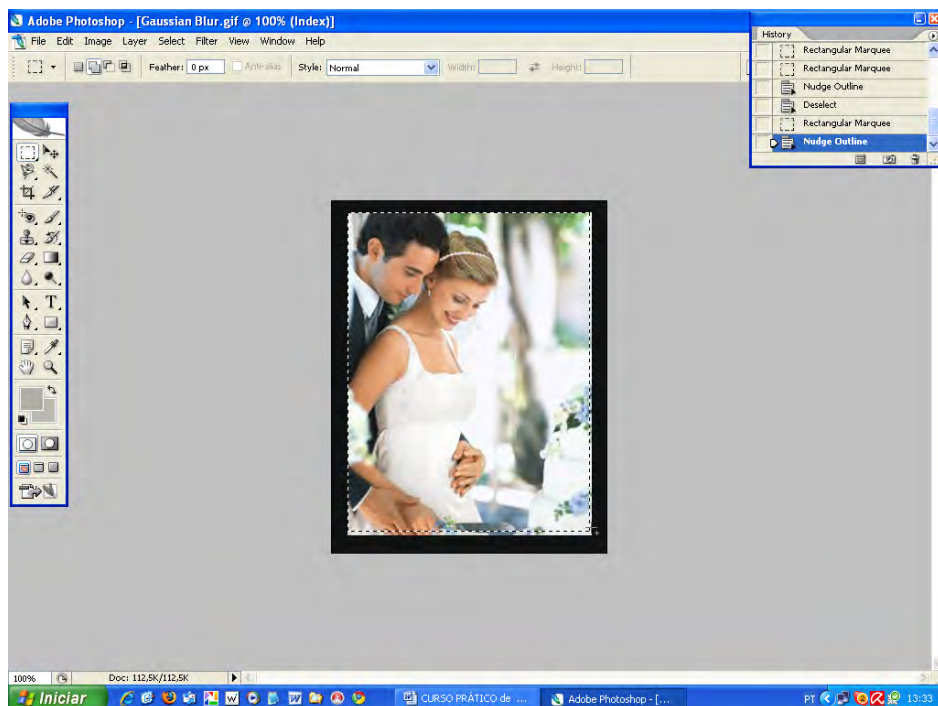 Adobe Photoshop - [Gaussian Blur.gif @ 100% (Index)]
File Edit Image Layer Select Filter View Window Help
Feather: 0 px Anti-alias Style: Normal Width: Height:
History
Rectangular Marquee
Rectangular Marquee
Nudge Outline
Deselect
Rectangular Marquee
Nudge Outline
T
100% Doc: 112,5K/112,5K
Iniciar CURSO PRÁTICO de ... Adobe Photoshop - [... PT 13:33